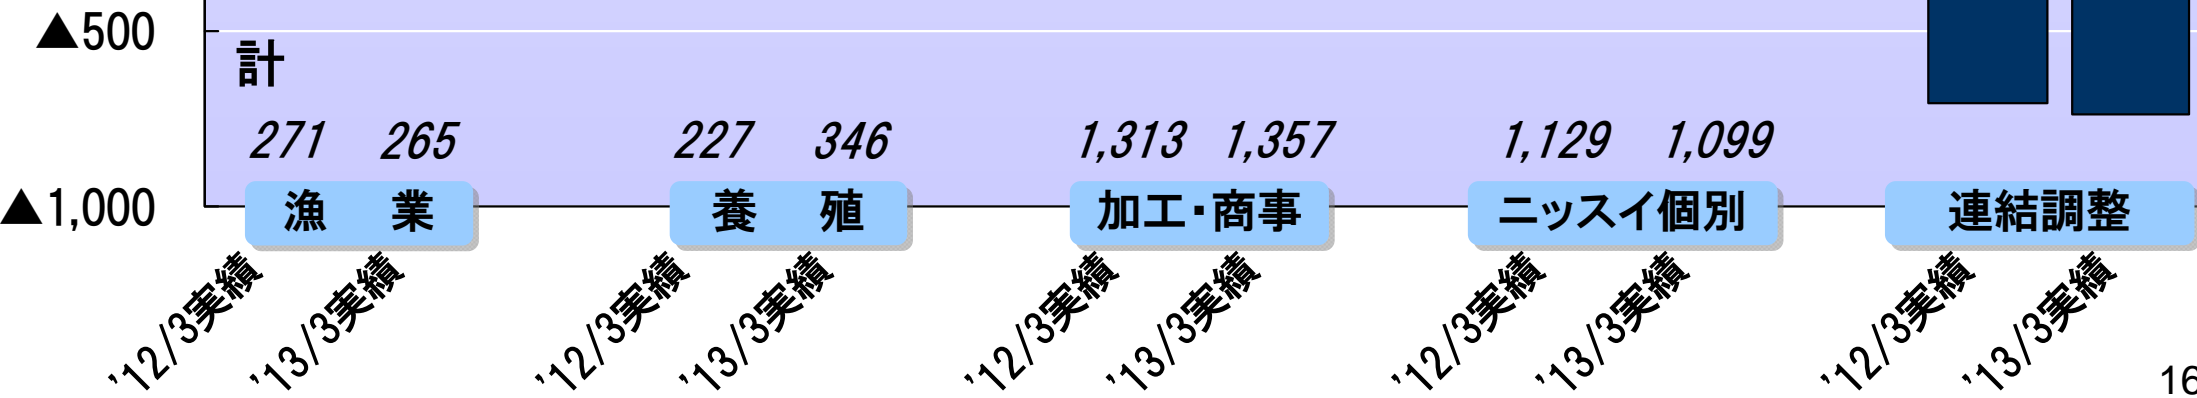 ▲500
計
271 265 227 346 1,313 1,357 1,129 1,099
▲1,000
漁 業 養 殖 加工・商事 ニッスイ個別 連結調整
'12/3実績 '13/3実績 '12/3実績 '13/3実績 '12/3実績 '13/3実績 '12/3実績 '13/3実績 '12/3実績 '13/3実績
16